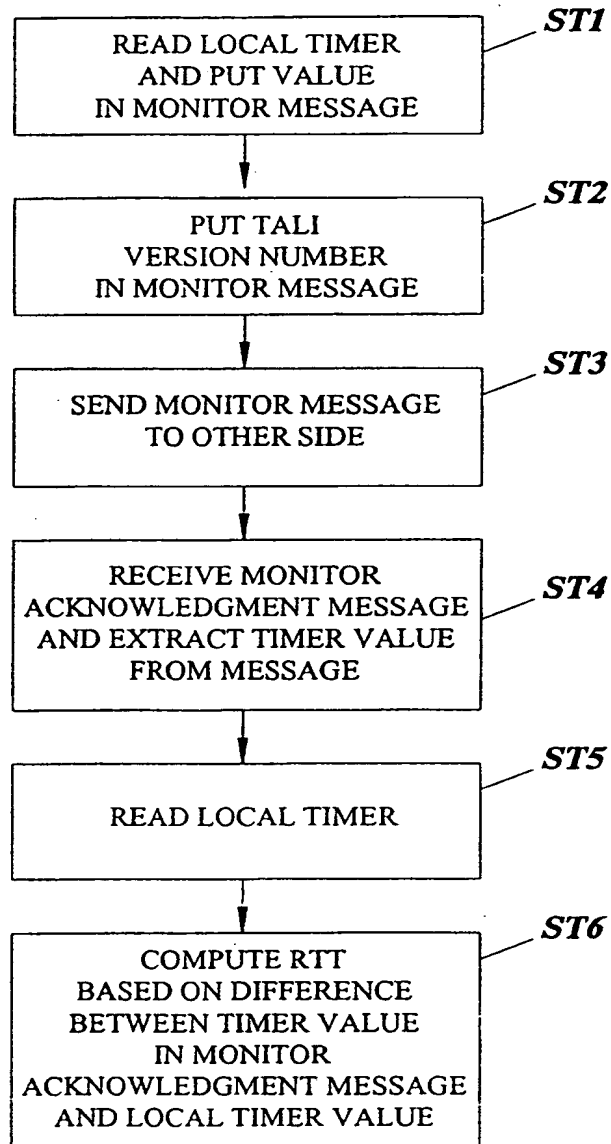 ST1
READ LOCAL TIMER
AND PUT VALUE
IN MONITOR MESSAGE
ST2
PUT TALI
VERSION NUMBER
IN MONITOR MESSAGE
ST3
SEND MONITOR MESSAGE
TO OTHER SIDE
ST4
RECEIVE MONITOR
ACKNOWLEDGMENT MESSAGE
AND EXTRACT TIMER VALUE
FROM MESSAGE
ST5
READ LOCAL TIMER
ST6
COMPUTE RTT
BASED ON DIFFERENCE
BETWEEN TIMER VALUE
IN MONITOR
ACKNOWLEDGMENT MESSAGE
AND LOCAL TIMER VALUE